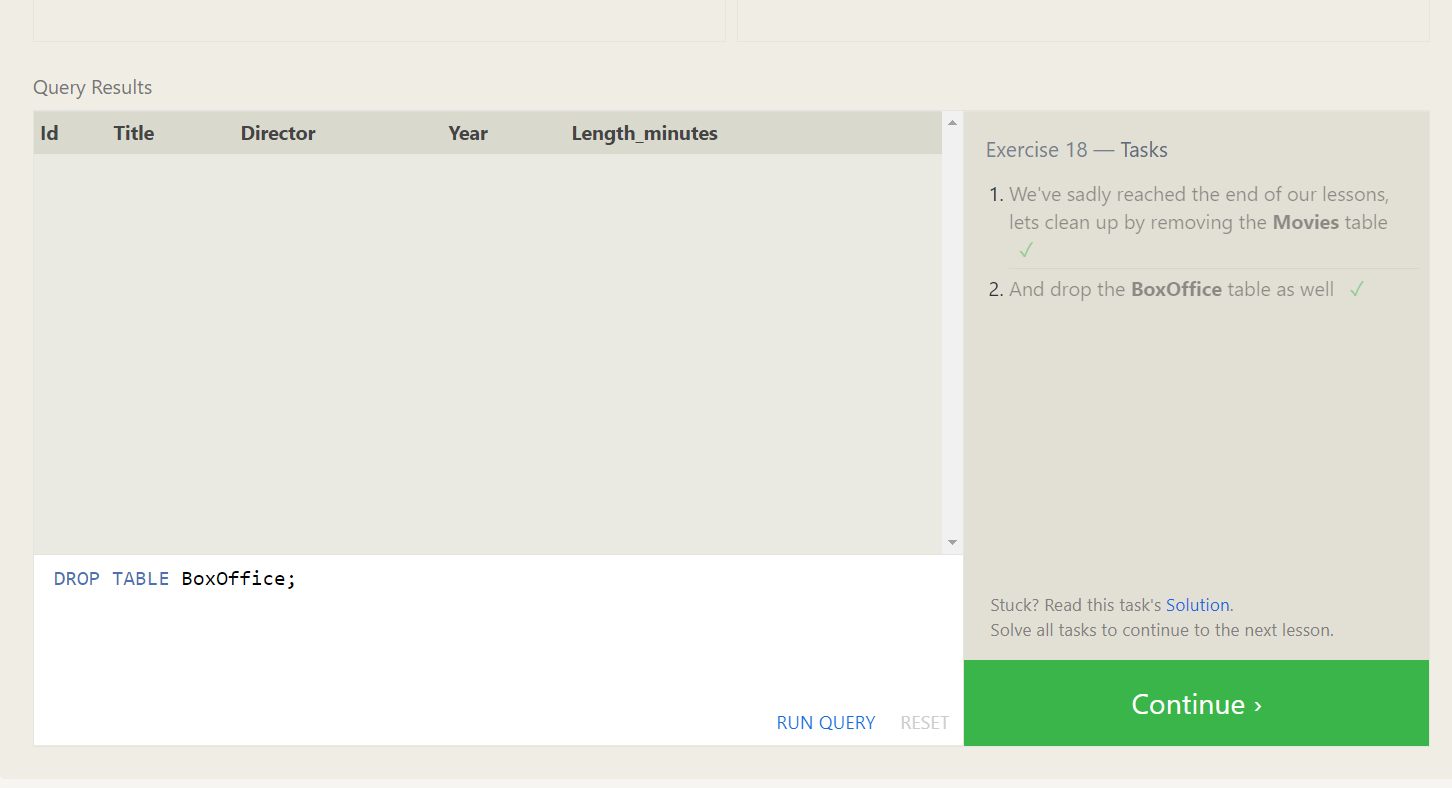 Query Results
Id Title Director Year Length_minutes
Exercise 18 — Tasks
1. We've sadly reached the end of our lessons,
lets clean up by removing the Movies table
✓
2. And drop the BoxOffice table as well ✓
DROP TABLE BoxOffice;
Stuck? Read this task's Solution.
Solve all tasks to continue to the next lesson.
RUN QUERY RESET
Continue ›